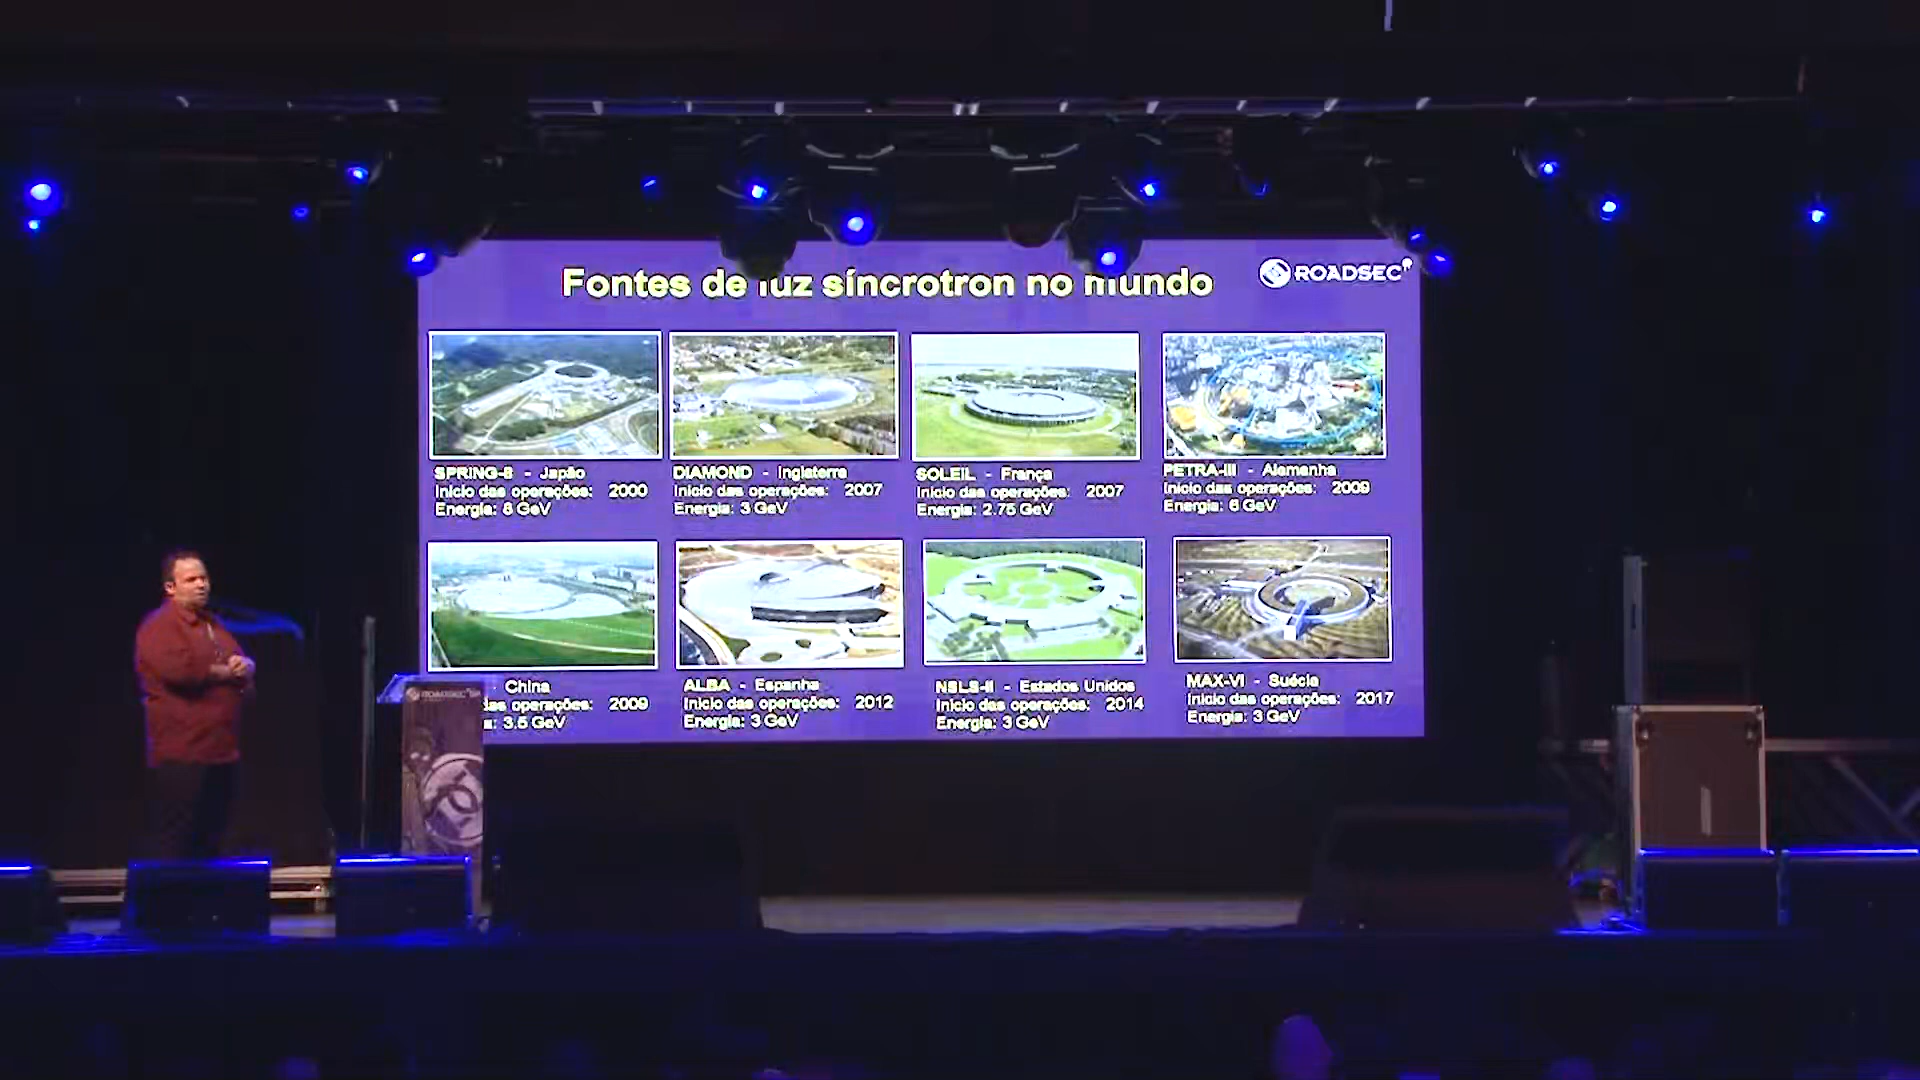 Fontes de luz síncrotron no mundo
ROADSEC
SPRING-8 - Japão
Início das operações: 2000
Energia: 8 GeV
DIAMOND - Inglaterra
Início das operações: 2007
Energia: 3 GeV
SOLEIL - França
Início das operações: 2007
Energia: 2.75 GeV
PETRA-III - Alemanha
Início das operações: 2009
Energia: 6 GeV
- China
das operações: 2009
3.5 GeV
ALBA - Espanha
Início das operações: 2012
Energia: 3 GeV
NSLS-II - Estados Unidos
Início das operações: 2014
Energia: 3 GeV
MAX-VI - Suécia
Início das operações: 2017
Energia: 3 GeV
ROADSEC